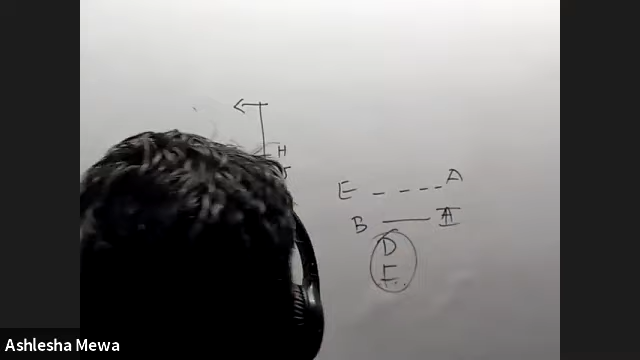 H
J
E - - - - A
B —— A
D
E
Ashlesha Mewa